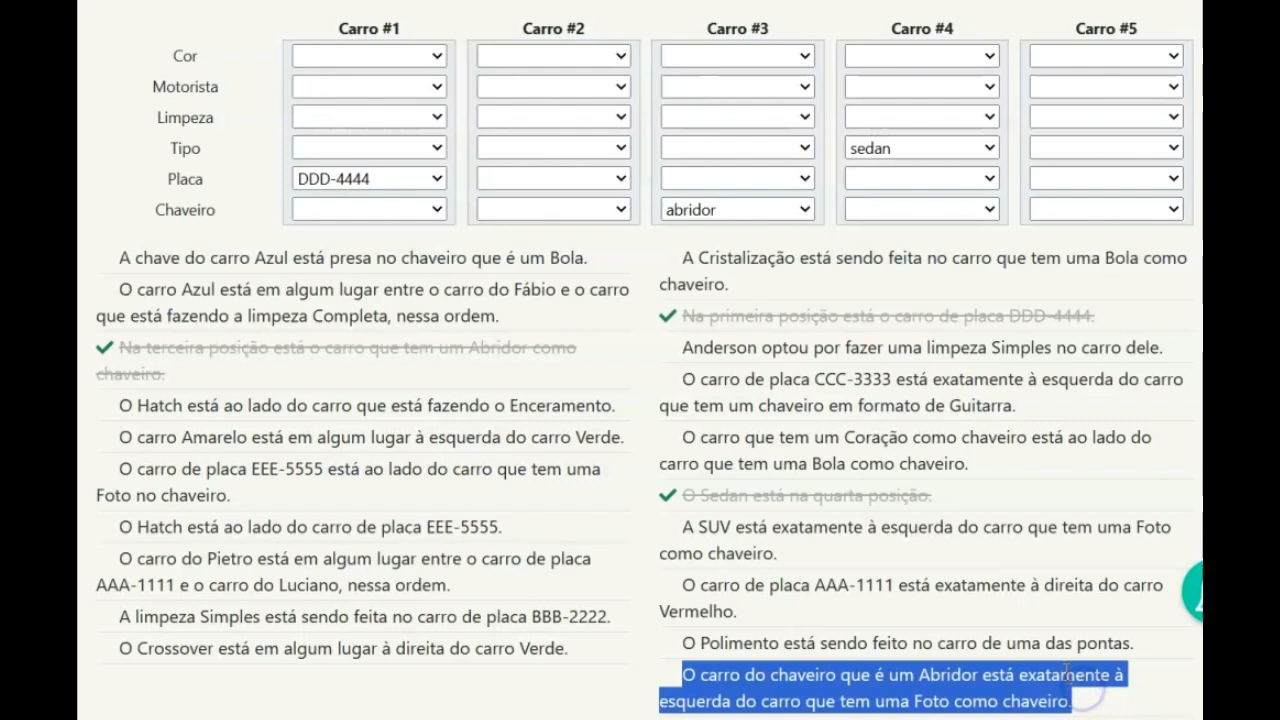 Carro #1 Carro #2 Carro #3 Carro #4 Carro #5
Cor
Motorista
Limpeza
Tipo sedan
Placa DDD-4444
Chaveiro abridor
A chave do carro Azul está presa no chaveiro que é um Bola.
O carro Azul está em algum lugar entre o carro do Fábio e o carro
que está fazendo a limpeza Completa, nessa ordem.
Na terceira posição está o carro que tem um Abridor como
chaveiro.
O Hatch está ao lado do carro que está fazendo o Enceramento.
O carro Amarelo está em algum lugar à esquerda do carro Verde.
O carro de placa EEE-5555 está ao lado do carro que tem uma
Foto no chaveiro.
O Hatch está ao lado do carro de placa EEE-5555.
O carro do Pietro está em algum lugar entre o carro de placa
AAA-1111 e o carro do Luciano, nessa ordem.
A limpeza Simples está sendo feita no carro de placa BBB-2222.
O Crossover está em algum lugar à direita do carro Verde.
A Cristalização está sendo feita no carro que tem uma Bola como
chaveiro.
Na primeira posição está o carro de placa DDD-4444.
Anderson optou por fazer uma limpeza Simples no carro dele.
O carro de placa CCC-3333 está exatamente à esquerda do carro
que tem um chaveiro em formato de Guitarra.
O carro que tem um Coração como chaveiro está ao lado do
carro que tem uma Bola como chaveiro.
O Sedan está na quarta posição.
A SUV está exatamente à esquerda do carro que tem uma Foto
como chaveiro.
O carro de placa AAA-1111 está exatamente à direita do carro
Vermelho.
O Polimento está sendo feito no carro de uma das pontas.
O carro do chaveiro que é um Abridor está exatamente à
esquerda do carro que tem uma Foto como chaveiro.